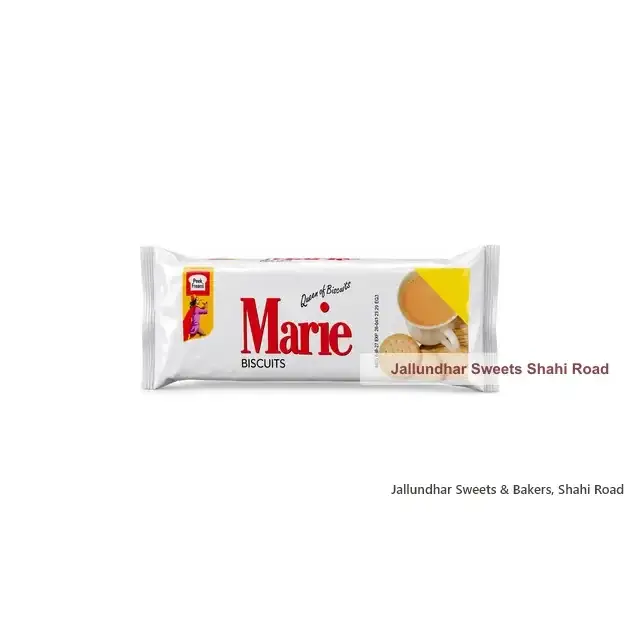 Peek
Freans
Queen of Biscuits
Marie
BISCUITS
Jallundhar Sweets Shahi Road
Jallundhar Sweets & Bakers, Shahi Road